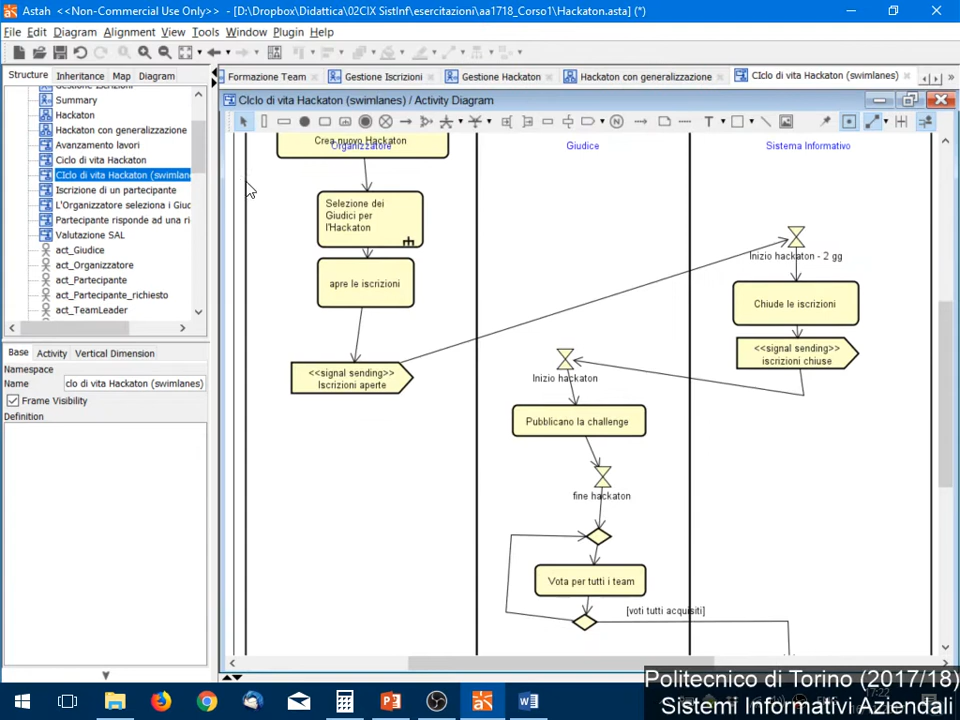 Astah <<Non-Commercial Use Only>> - [D:\Dropbox\Didattica\02CIX SistInf\esercitazioni\aa1718_Corso1\Hackaton.asta] (*)
File Edit Diagram Alignment View Tools Window Plugin Help
Structure Inheritance Map Diagram
Formazione Team Gestione Iscrizioni Gestione Hackaton Hackaton con generalizzazione CIclo di vita Hackaton (swimlanes)
CIclo di vita Hackaton (swimlanes) / Activity Diagram
Gestione Iscrizioni
Summary
Hackaton
Hackaton con generalizzazione
Avanzamento lavori
Ciclo di vita Hackaton
CIclo di vita Hackaton (swimlan
Iscrizione di un partecipante
L'Organizzatore seleziona i Giuc
Partecipante risponde ad una ri
Valutazione SAL
act_Giudice
act_Organizzatore
act_Partecipante
act_Partecipante_richiesto
act_TeamLeader
Base Activity Vertical Dimension
Namespace
Name clo di vita Hackaton (swimlanes)
Frame Visibility
Definition
Crea nuovo Hackaton
Organizzatore
Giudice
Sistema Informativo
Selezione dei
Giudici per
l'Hackaton
apre le iscrizioni
<<signal sending>>
Iscrizioni aperte
Inizio hackaton
Pubblicano la challenge
fine hackaton
Vota per tutti i team
[voti tutti acquisiti]
Inizio hackaton - 2 gg
Chiude le iscrizioni
<<signal sending>>
iscrizioni chiuse
Politecnico di Torino (2017/18)
17:22
Sistemi Informativi Aziendali